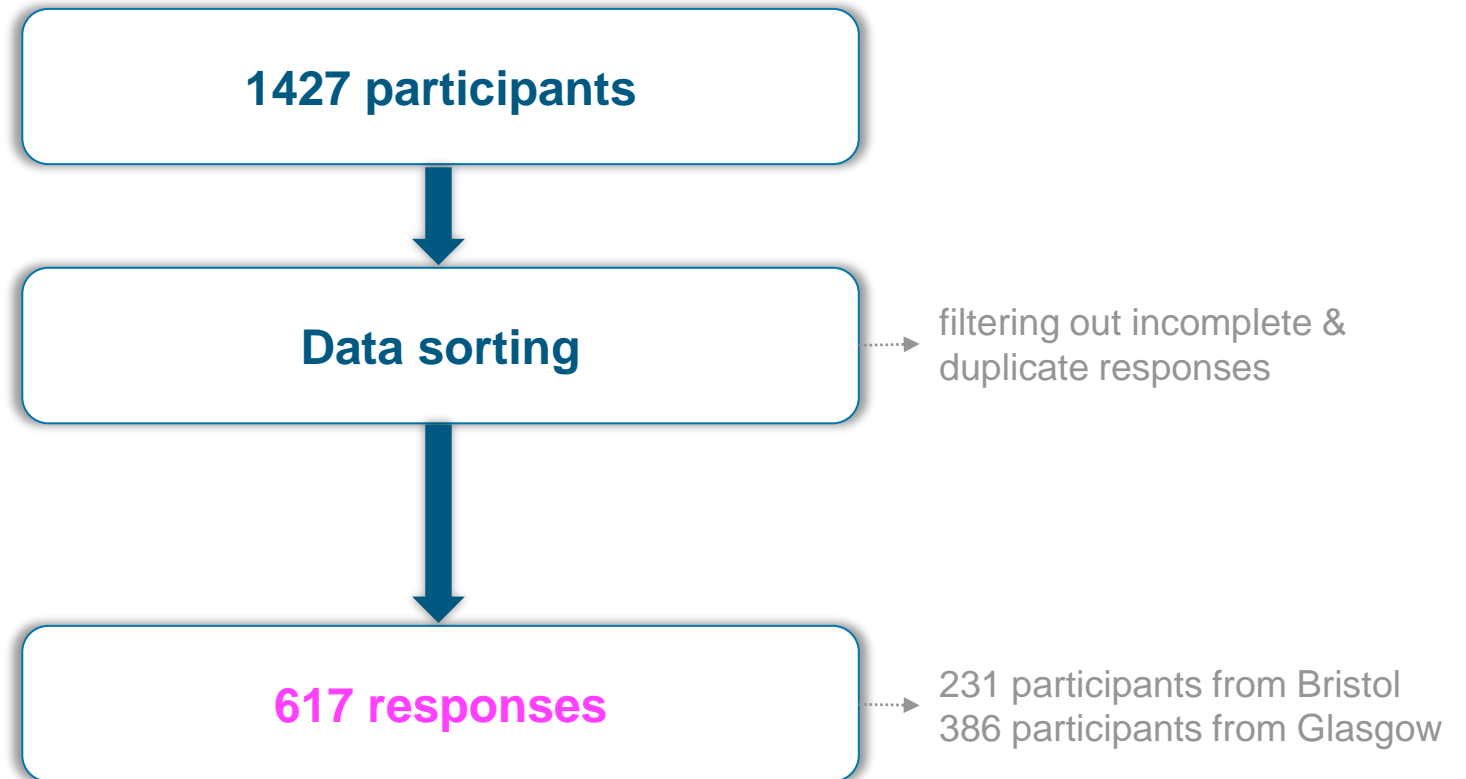 1427 participants
Data sorting
filtering out incomplete &
duplicate responses
617 responses
231 participants from Bristol
386 participants from Glasgow